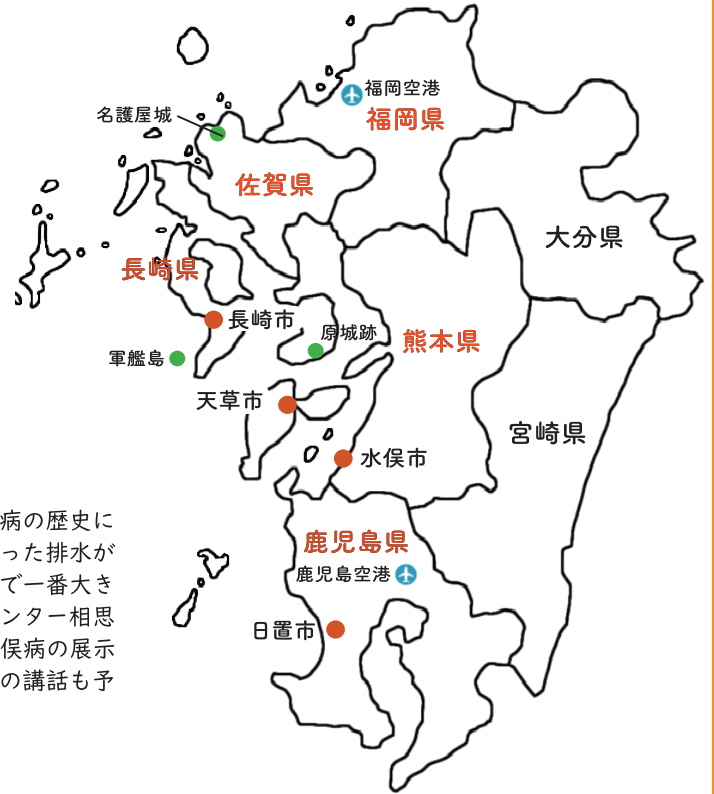 福岡空港
名護屋城
福岡県
佐賀県
大分県
長崎県
長崎市
原城跡
熊本県
軍艦島
天草市
宮崎県
水俣市
病の歴史に
った排水が
で一番大き
ンター相思
俣病の展示
の講話も予
鹿児島県
鹿児島空港
日置市